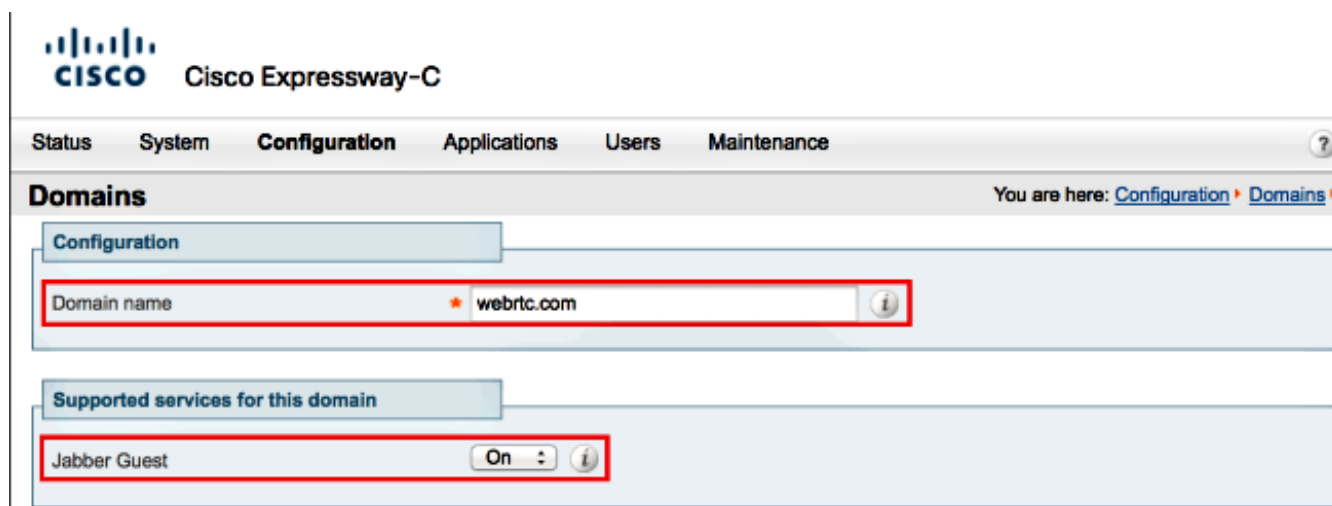 CISCO Cisco Expressway-C
Status System Configuration Applications Users Maintenance ?
Domains You are here: Configuration Domains
Configuration
Domain name * webrtc.com i
Supported services for this domain
Jabber Guest On i